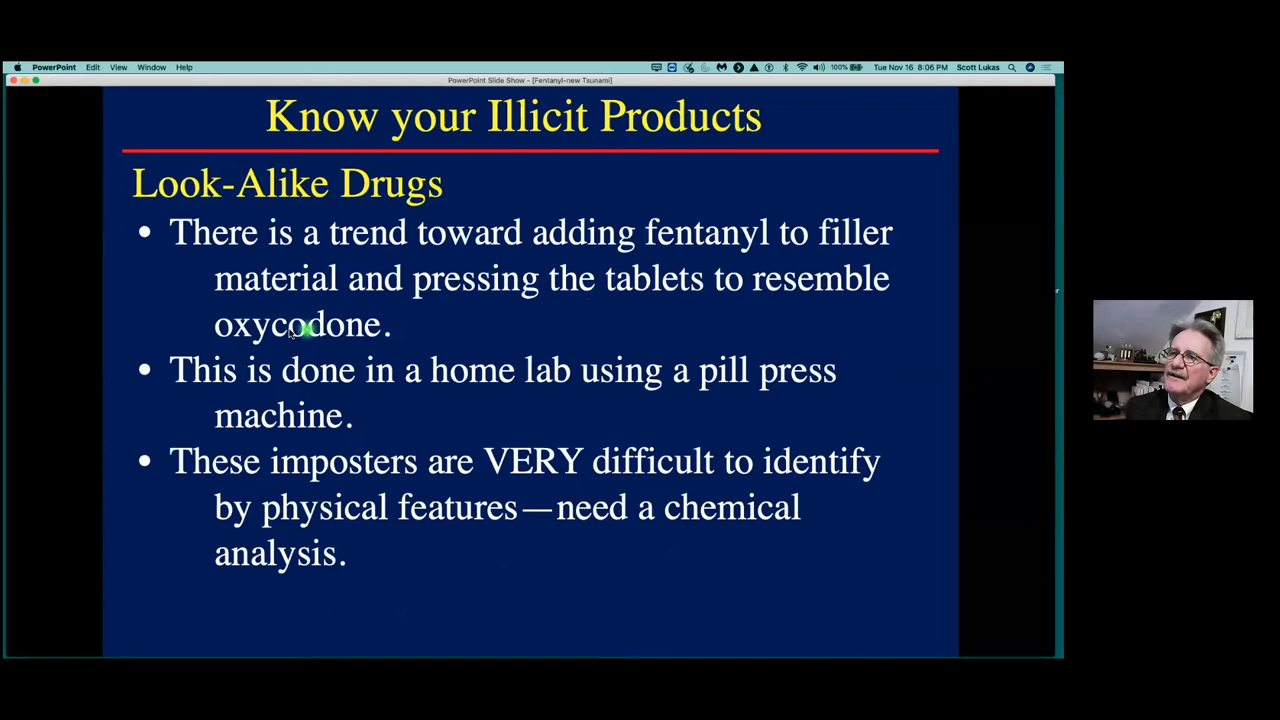 PowerPoint Edit View Window Help 100% Tue Nov 16 8:06 PM Scott Lukas
PowerPoint Slide Show - [Fentanyl-new Tsunami]
Know your Illicit Products
Look-Alike Drugs
• There is a trend toward adding fentanyl to filler
material and pressing the tablets to resemble
oxycodone.
• This is done in a home lab using a pill press
machine.
• These imposters are VERY difficult to identify
by physical features—need a chemical
analysis.